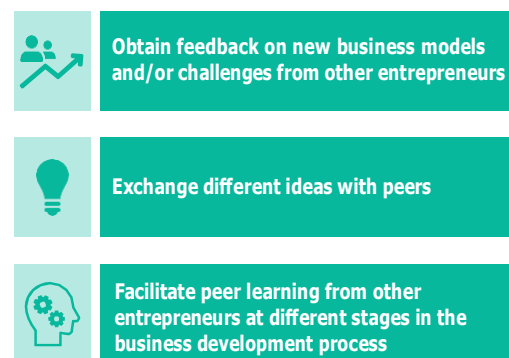 Obtain feedback on new business models
and/or challenges from other entrepreneurs
Exchange different ideas with peers
Facilitate peer learning from other
entrepreneurs at different stages in the
business development process